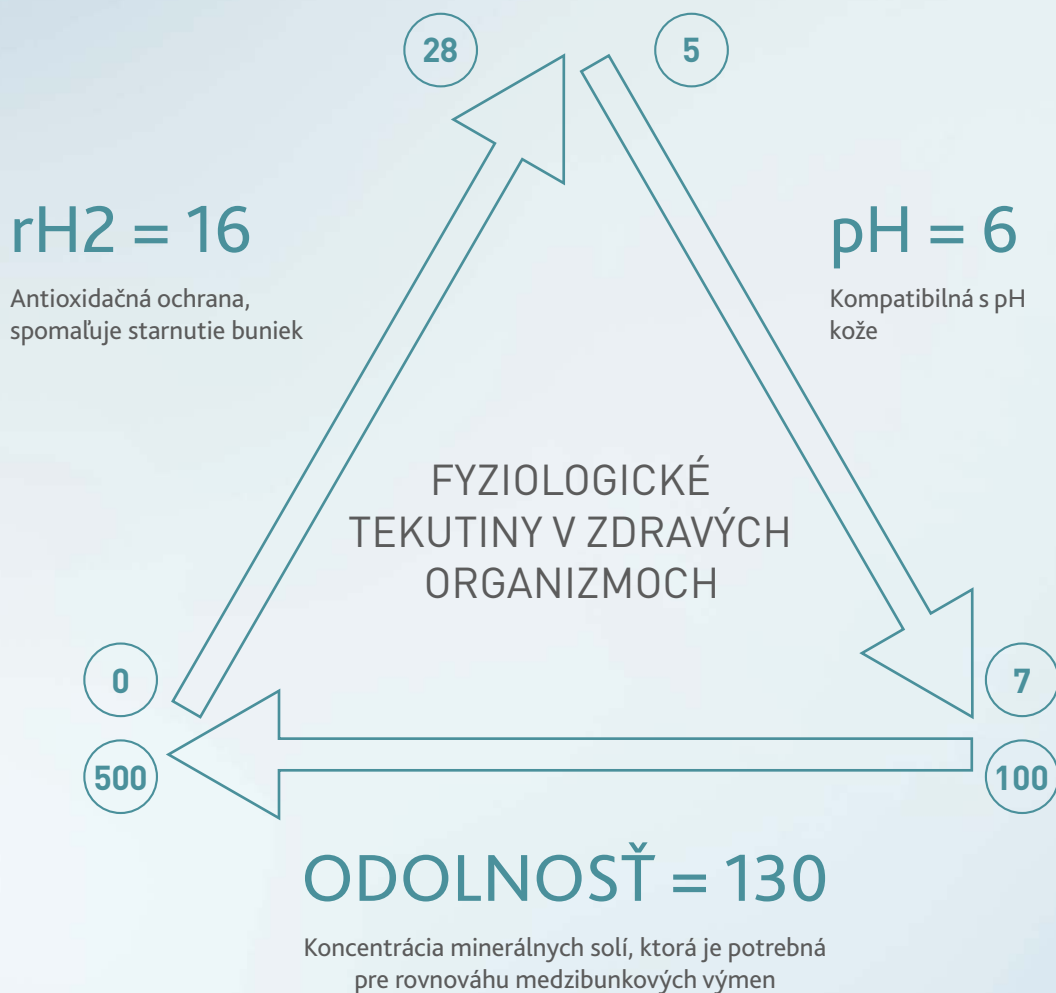 28
5
rH2 = 16
Antioxidačná ochrana,
spomaľuje starnutie buniek
pH = 6
Kompatibilná s pH
kože
FYZIOLOGICKÉ
TEKUTINY V ZDRAVÝCH
ORGANIZMOCH
0
7
500
100
ODOLNOSŤ = 130
Koncentrácia minerálnych solí, ktorá je potrebná
pre rovnováhu medzibunkových výmen